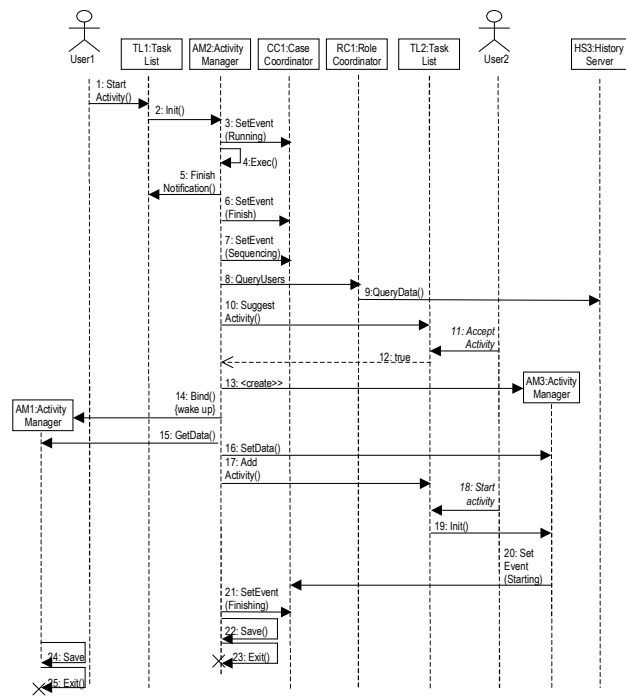 User1
TL1:Task
List
AM2:Activity
Manager
CC1:Case
Coordinator
RC1:Role
Coordinator
TL2:Task
List
User2
HS3:History
Server
1: Start
Activity()
2: Init()
3: SetEvent
(Running)
4:Exec()
5: Finish
Notification()
6: SetEvent
(Finish)
7: SetEvent
(Sequencing)
8: QueryUsers
9:QueryData()
10: Suggest
Activity()
11: Accept
Activity
12: true
13: <create>>
14: Bind()
{wake up}
AM1:Activity
Manager
AM3:Activity
Manager
15: GetData()
16: SetData()
17: Add
Activity()
18: Start
activity
19: Init()
20: Set
Event
(Starting)
21: SetEvent
(Finishing)
22: Save()
23: Exit()
24: Save
25: Exit()